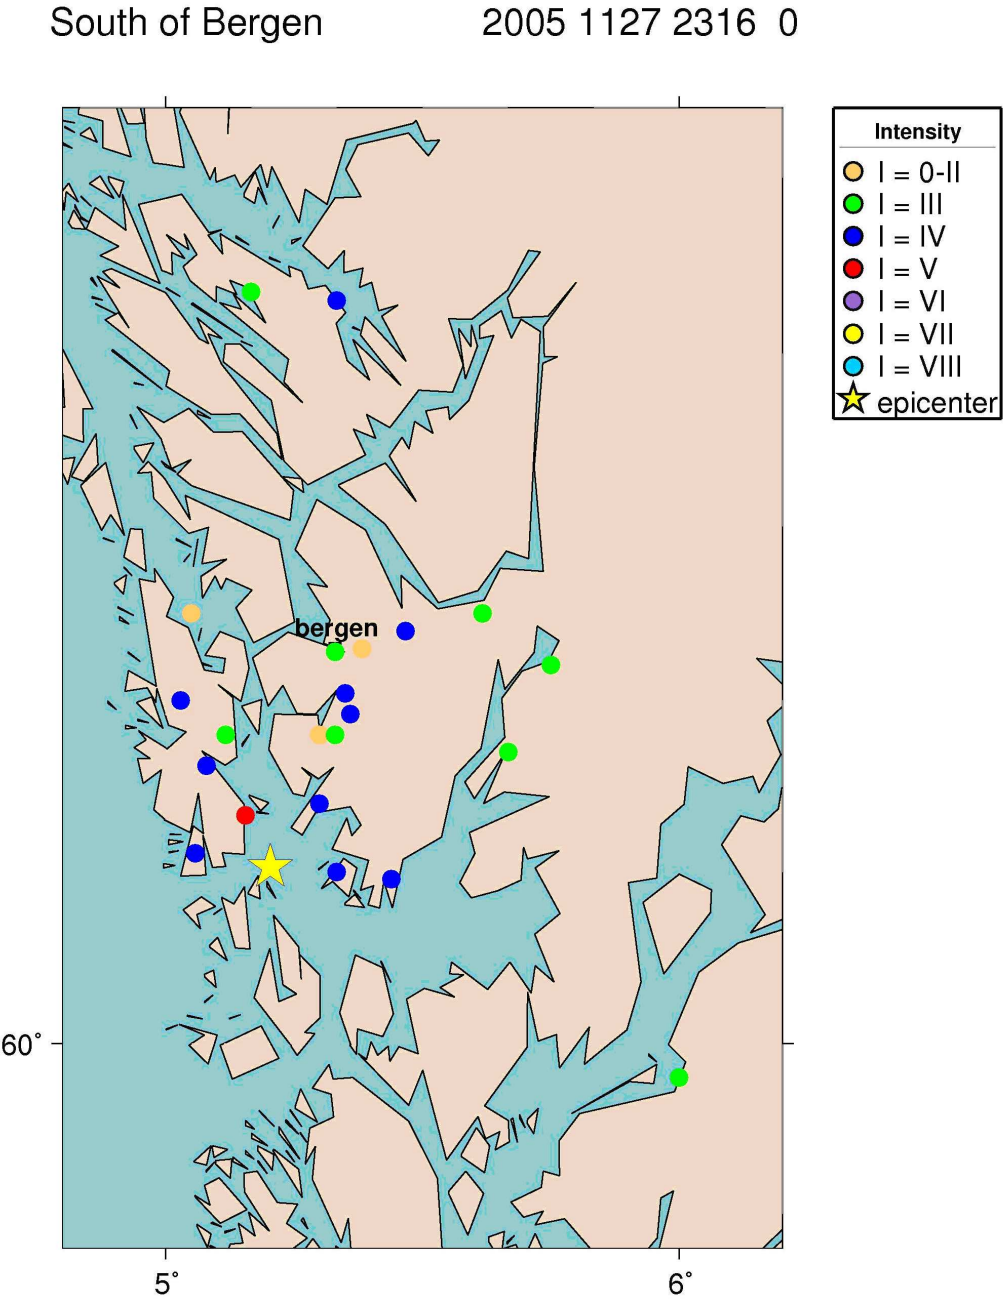 South of Bergen 2005 1127 2316 0
Intensity
I = 0-II
I = III
I = IV
I = V
I = VI
I = VII
I = VIII
epicenter
bergen
60°
5° 6°